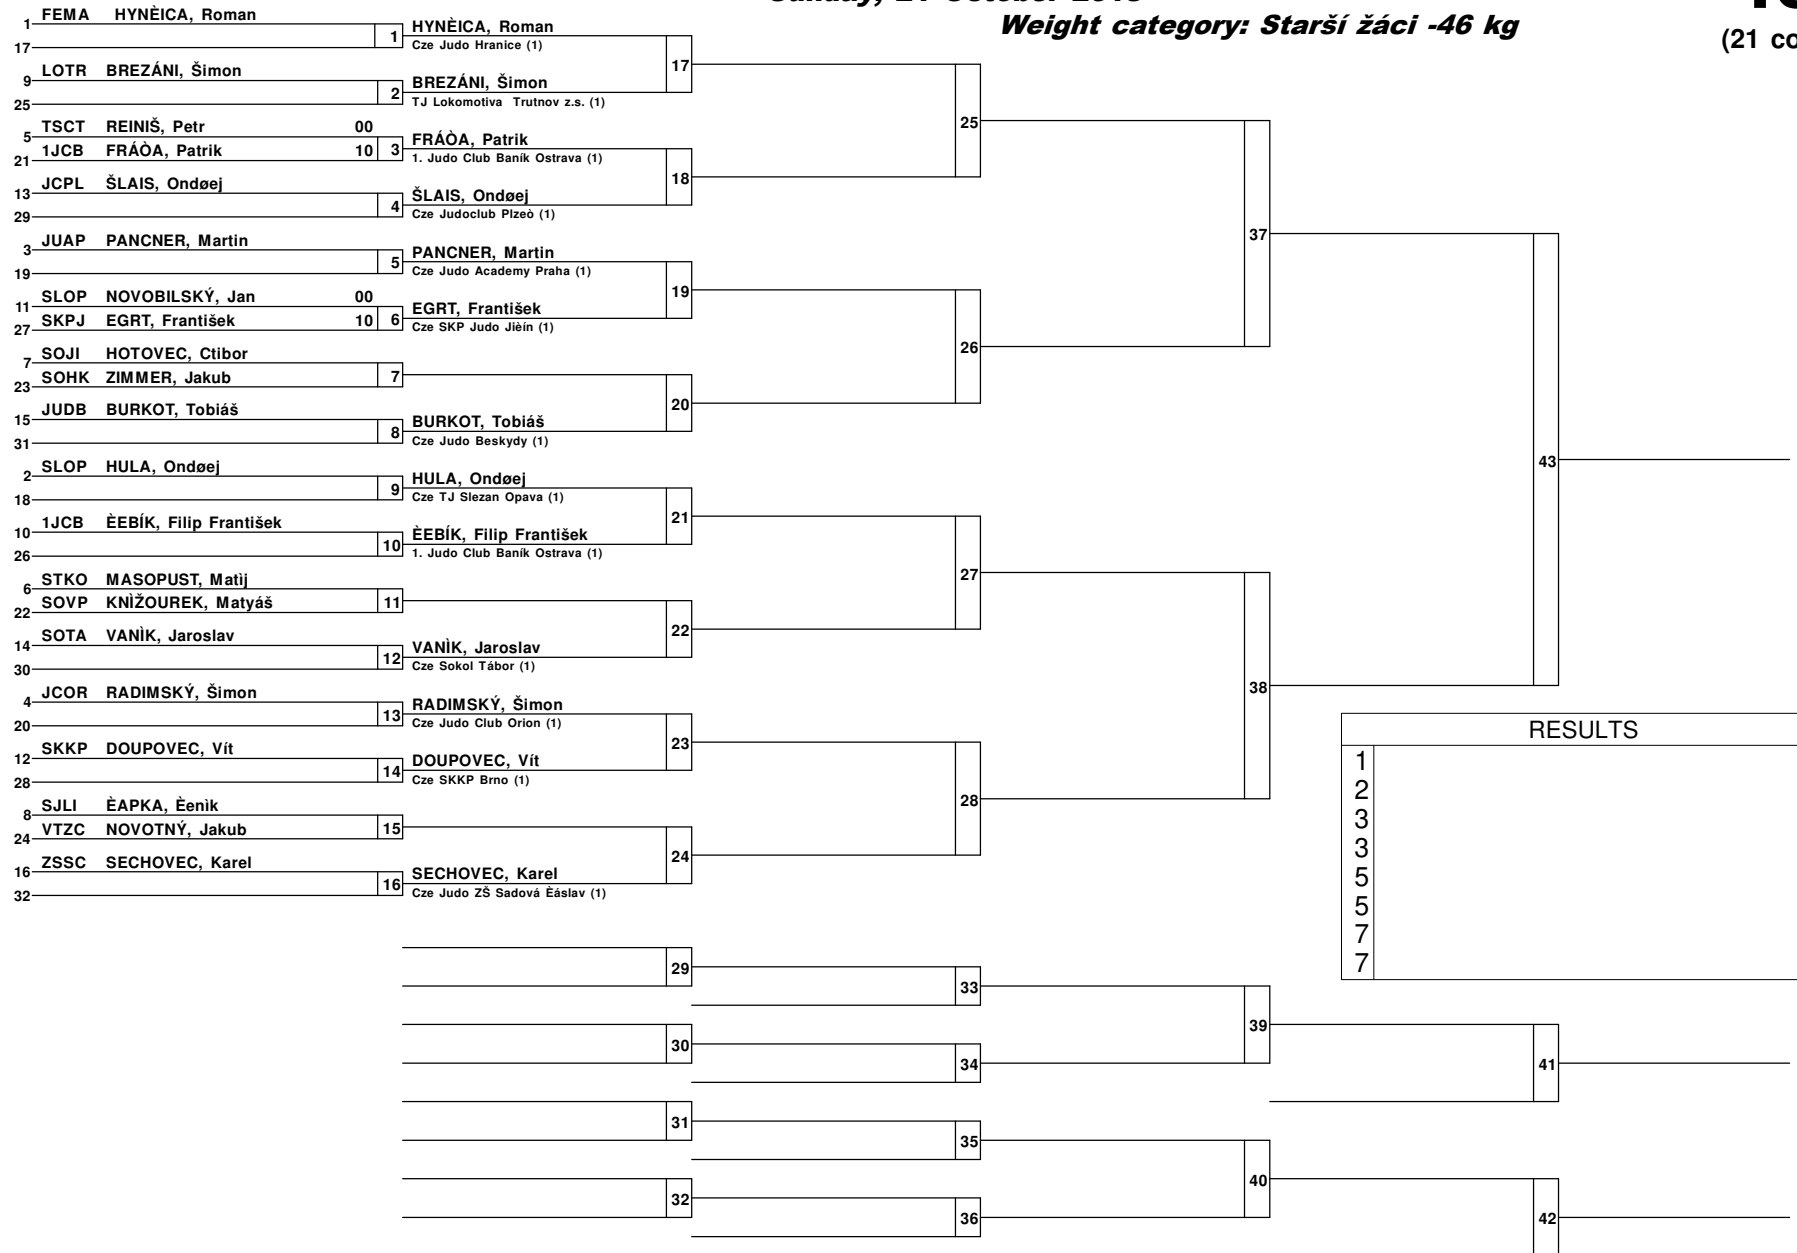 Weight category: Starší žáci -46 kg
1 FEMA HYNÈICA, Roman
17
1 HYNÈICA, Roman
Cze Judo Hranice (1)
9 LOTR BREZÁNI, Šimon
25
2 BREZÁNI, Šimon
TJ Lokomotiva Trutnov z.s. (1)
17
5 TSCT REINIŠ, Petr 00
21 1JCB FRÁÒA, Patrik 10
3 FRÁÒA, Patrik
1. Judo Club Baník Ostrava (1)
13 JCPL ŠLAIS, Ondøej
29
4 ŠLAIS, Ondøej
Cze Judoclub Plzeò (1)
18
25
3 JUAP PANCNER, Martin
19
5 PANCNER, Martin
Cze Judo Academy Praha (1)
11 SLOP NOVOBILSKÝ, Jan 00
27 SKPJ EGRT, František 10
6 EGRT, František
Cze SKP Judo Jièín (1)
19
7 SOJI HOTOVEC, Ctibor
23 SOHK ZIMMER, Jakub
7
15 JUDB BURKOT, Tobiáš
31
8 BURKOT, Tobiáš
Cze Judo Beskydy (1)
20
26
37
2 SLOP HULA, Ondøej
18
9 HULA, Ondøej
Cze TJ Slezan Opava (1)
10 1JCB ÈEBÍK, Filip František
26
10 ÈEBÍK, Filip František
1. Judo Club Baník Ostrava (1)
21
6 STKO MASOPUST, Matìj
22 SOVP KNÌŽOUREK, Matyáš
11
14 SOTA VANÌK, Jaroslav
30
12 VANÌK, Jaroslav
Cze Sokol Tábor (1)
22
27
4 JCOR RADIMSKÝ, Šimon
20
13 RADIMSKÝ, Šimon
Cze Judo Club Orion (1)
12 SKKP DOUPOVEC, Vít
28
14 DOUPOVEC, Vít
Cze SKKP Brno (1)
23
8 SJLI ÈAPKA, Èenìk
24 VTZC NOVOTNÝ, Jakub
15
16 ZSSC SECHOVEC, Karel
32
16 SECHOVEC, Karel
Cze Judo ZŠ Sadová Èáslav (1)
24
28
38
43
RESULTS
1
2
3
3
5
5
7
7
29
33
30
34
39
41
31
35
32
36
40
42